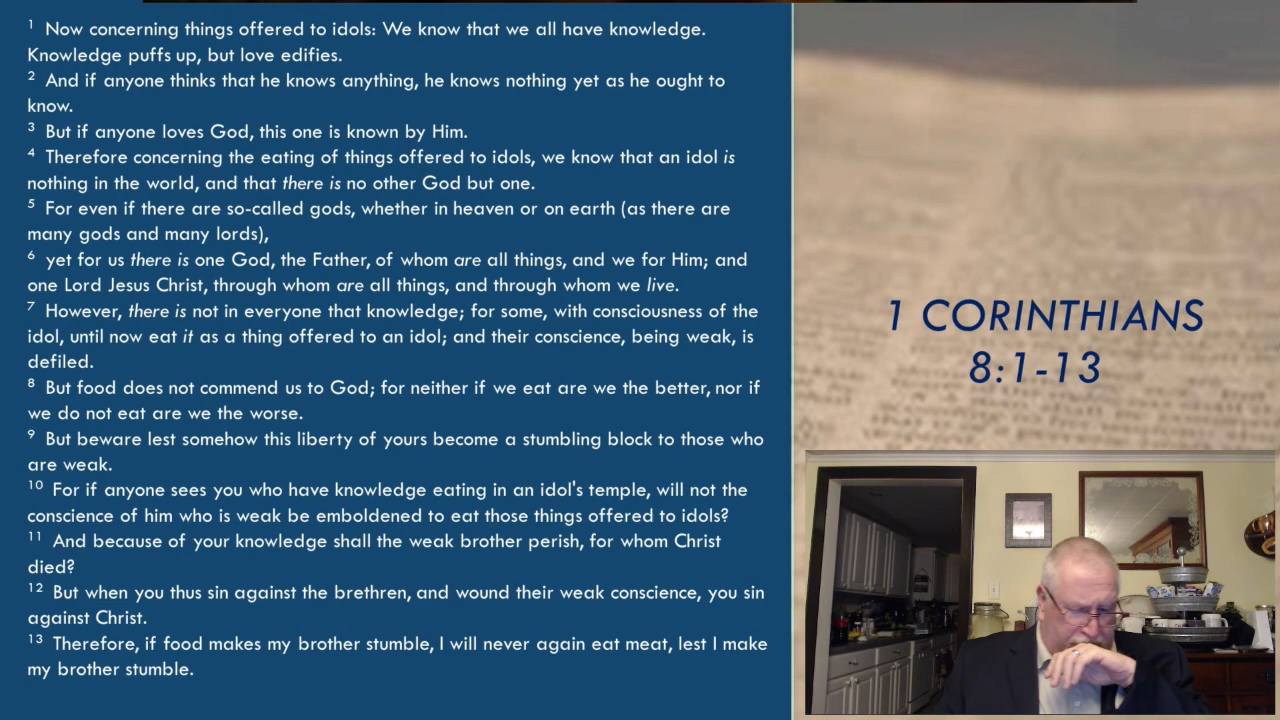 1 Now concerning things offered to idols: We know that we all have knowledge.
Knowledge puffs up, but love edifies.
2 And if anyone thinks that he knows anything, he knows nothing yet as he ought to
know.
3 But if anyone loves God, this one is known by Him.
4 Therefore concerning the eating of things offered to idols, we know that an idol is
nothing in the world, and that there is no other God but one.
5 For even if there are so-called gods, whether in heaven or on earth (as there are
many gods and many lords),
6 yet for us there is one God, the Father, of whom are all things, and we for Him; and
one Lord Jesus Christ, through whom are all things, and through whom we live.
7 However, there is not in everyone that knowledge; for some, with consciousness of the
idol, until now eat it as a thing offered to an idol; and their conscience, being weak, is
defiled.
8 But food does not commend us to God; for neither if we eat are we the better, nor if
we do not eat are we the worse.
9 But beware lest somehow this liberty of yours become a stumbling block to those who
are weak.
10 For if anyone sees you who have knowledge eating in an idol's temple, will not the
conscience of him who is weak be emboldened to eat those things offered to idols?
11 And because of your knowledge shall the weak brother perish, for whom Christ
died?
12 But when you thus sin against the brethren, and wound their weak conscience, you sin
against Christ.
13 Therefore, if food makes my brother stumble, I will never again eat meat, lest I make
my brother stumble.
1 CORINTHIANS
8:1-13